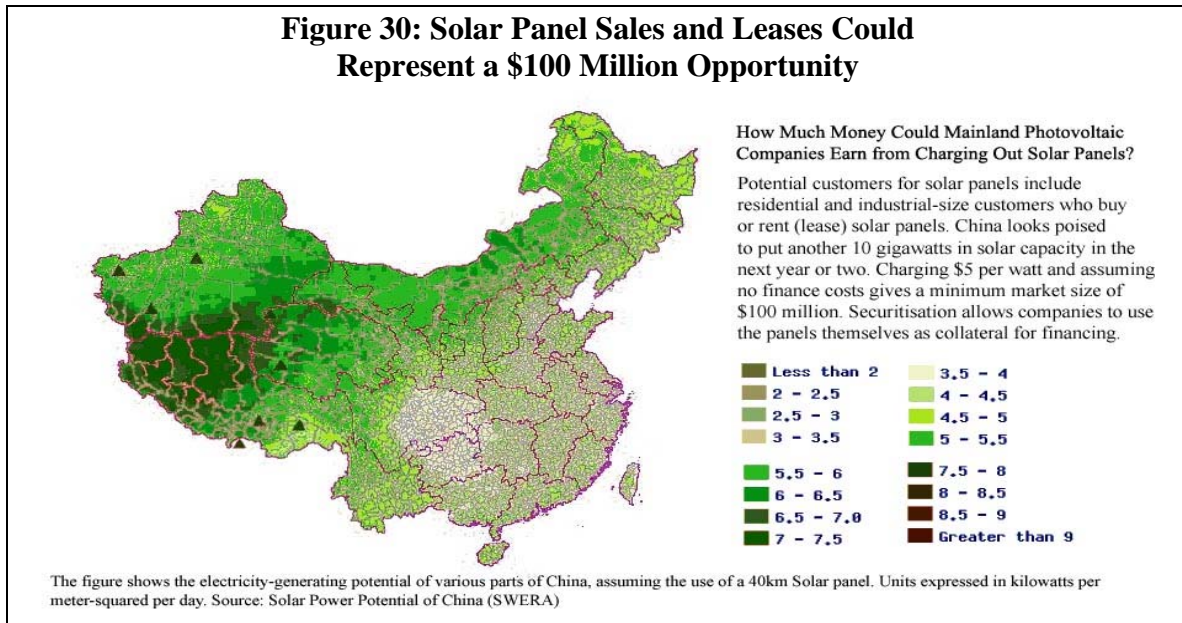 Figure 30: Solar Panel Sales and Leases Could
Represent a $100 Million Opportunity
How Much Money Could Mainland Photovoltaic
Companies Earn from Charging Out Solar Panels?
Potential customers for solar panels include
residential and industrial-size customers who buy
or rent (lease) solar panels. China looks poised
to put another 10 gigawatts in solar capacity in the
next year or two. Charging $5 per watt and assuming
no finance costs gives a minimum market size of
$100 million. Securitisation allows companies to use
the panels themselves as collateral for financing.
Less than 2
2 - 2.5
2.5 - 3
3 - 3.5
5.5 - 6
6 - 6.5
6.5 - 7.0
7 - 7.5
3.5 - 4
4 - 4.5
4.5 - 5
5 - 5.5
7.5 - 8
8 - 8.5
8.5 - 9
Greater than 9
The figure shows the electricity-generating potential of various parts of China, assuming the use of a 40km Solar panel. Units expressed in kilowatts per
meter-squared per day. Source: Solar Power Potential of China (SWERA)